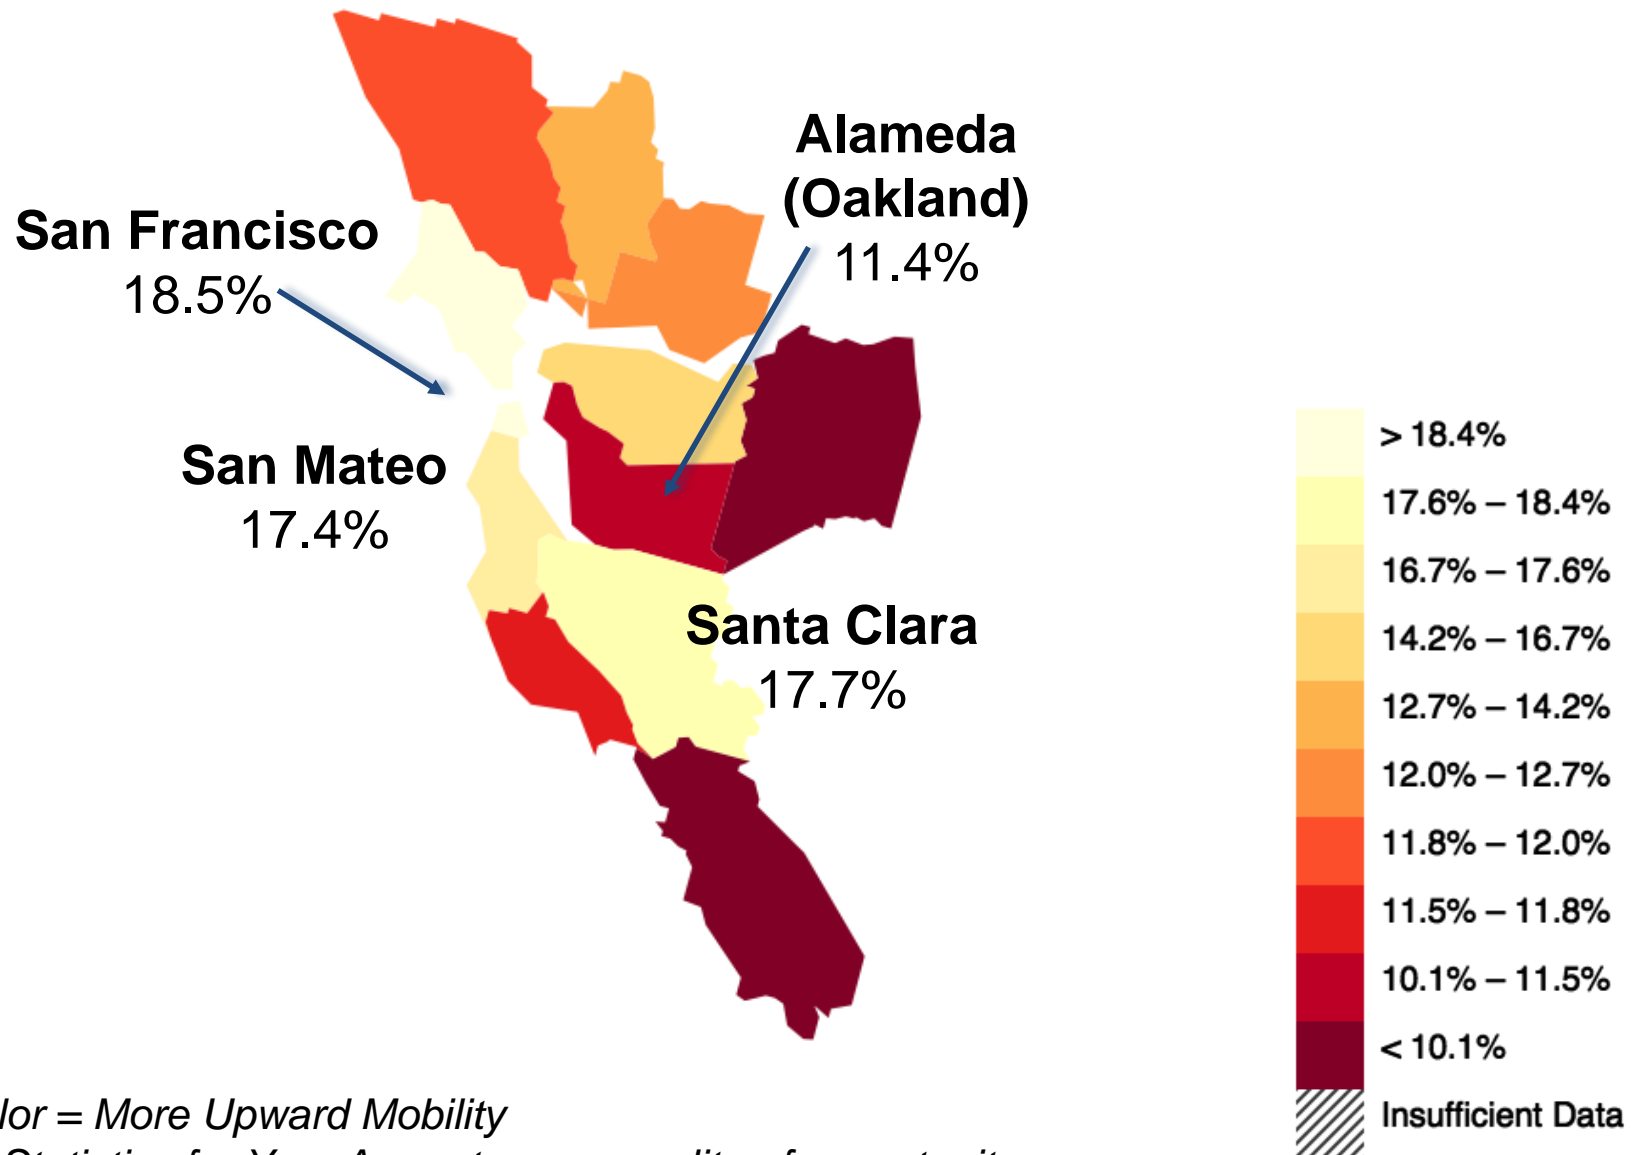 Alameda
(Oakland)
11.4%
San Francisco
18.5%
San Mateo
17.4%
Santa Clara
17.7%
> 18.4%
17.6% – 18.4%
16.7% – 17.6%
14.2% – 16.7%
12.7% – 14.2%
12.0% – 12.7%
11.8% – 12.0%
11.5% – 11.8%
10.1% – 11.5%
< 10.1%
Insufficient Data
lor = More Upward Mobility